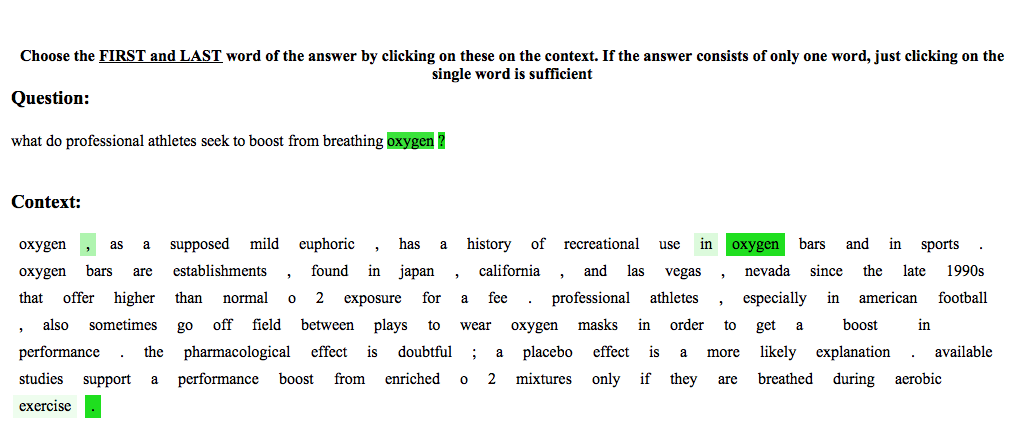 Choose the FIRST and LAST word of the answer by clicking on these on the context. If the answer consists of only one word, just clicking on the
single word is sufficient
Question:
what do professional athletes seek to boost from breathing oxygen ?
Context:
oxygen , as a supposed mild euphoric , has a history of recreational use in oxygen bars and in sports .
oxygen bars are establishments , found in japan , california , and las vegas , nevada since the late 1990s
that offer higher than normal o 2 exposure for a fee . professional athletes , especially in american football
, also sometimes go off field between plays to wear oxygen masks in order to get a boost in
performance . the pharmacological effect is doubtful ; a placebo effect is a more likely explanation . available
studies support a performance boost from enriched o 2 mixtures only if they are breathed during aerobic
exercise .